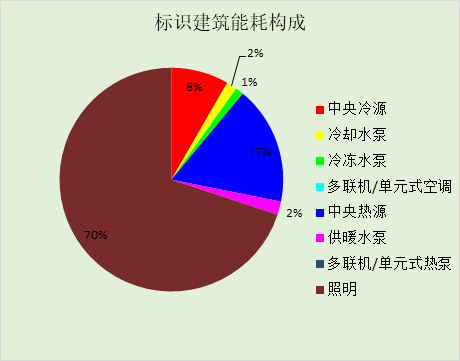 标识建筑能耗构成
2%
8%
1%
17%
2%
70%
中央冷源
冷却水泵
冷冻水泵
多联机/单元式空调
中央热源
供暖水泵
多联机/单元式热泵
照明